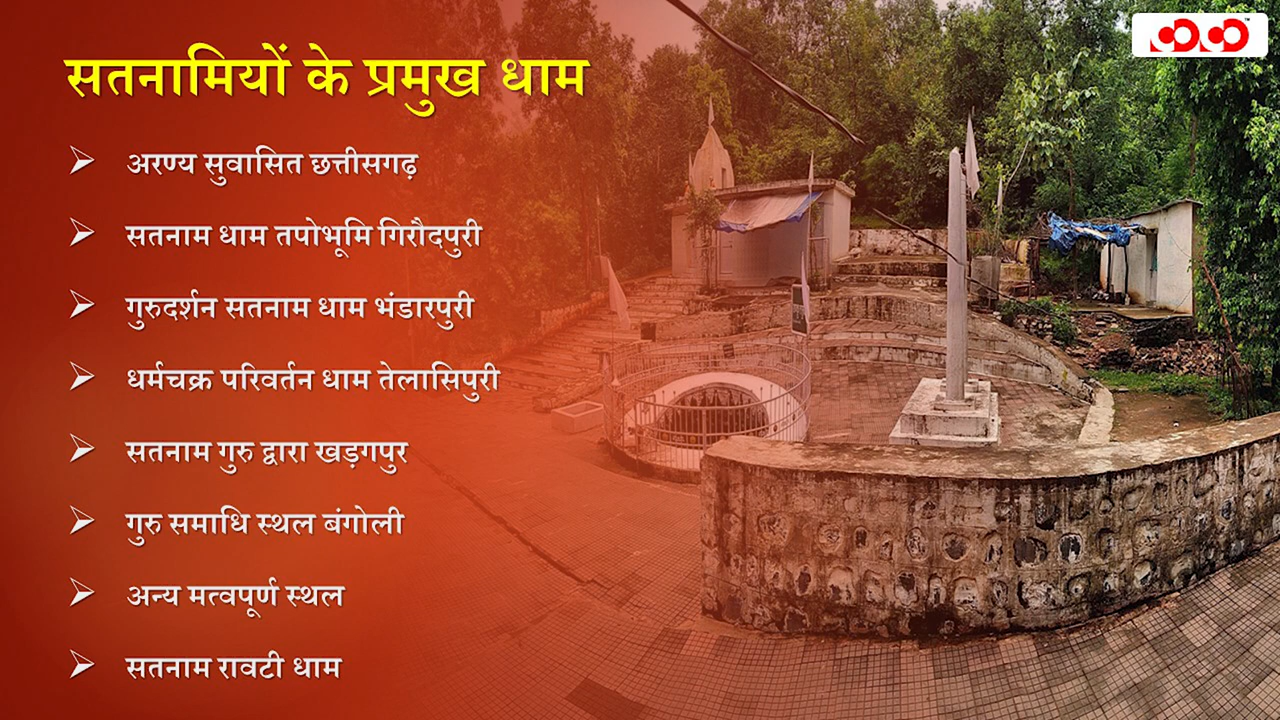 सतनामियों के प्रमुख धाम
अरण्य सुवासित छत्तीसगढ़
सतनाम धाम तपोभूमि गिरौदपुरी
गुरुदर्शन सतनाम धाम भंडारपुरी
धर्मचक्र परिवर्तन धाम तेलासिपुरी
सतनाम गुरु द्वारा खड़गपुर
गुरु समाधि स्थल बंगोली
अन्य मत्वपूर्ण स्थल
सतनाम रावटी धाम